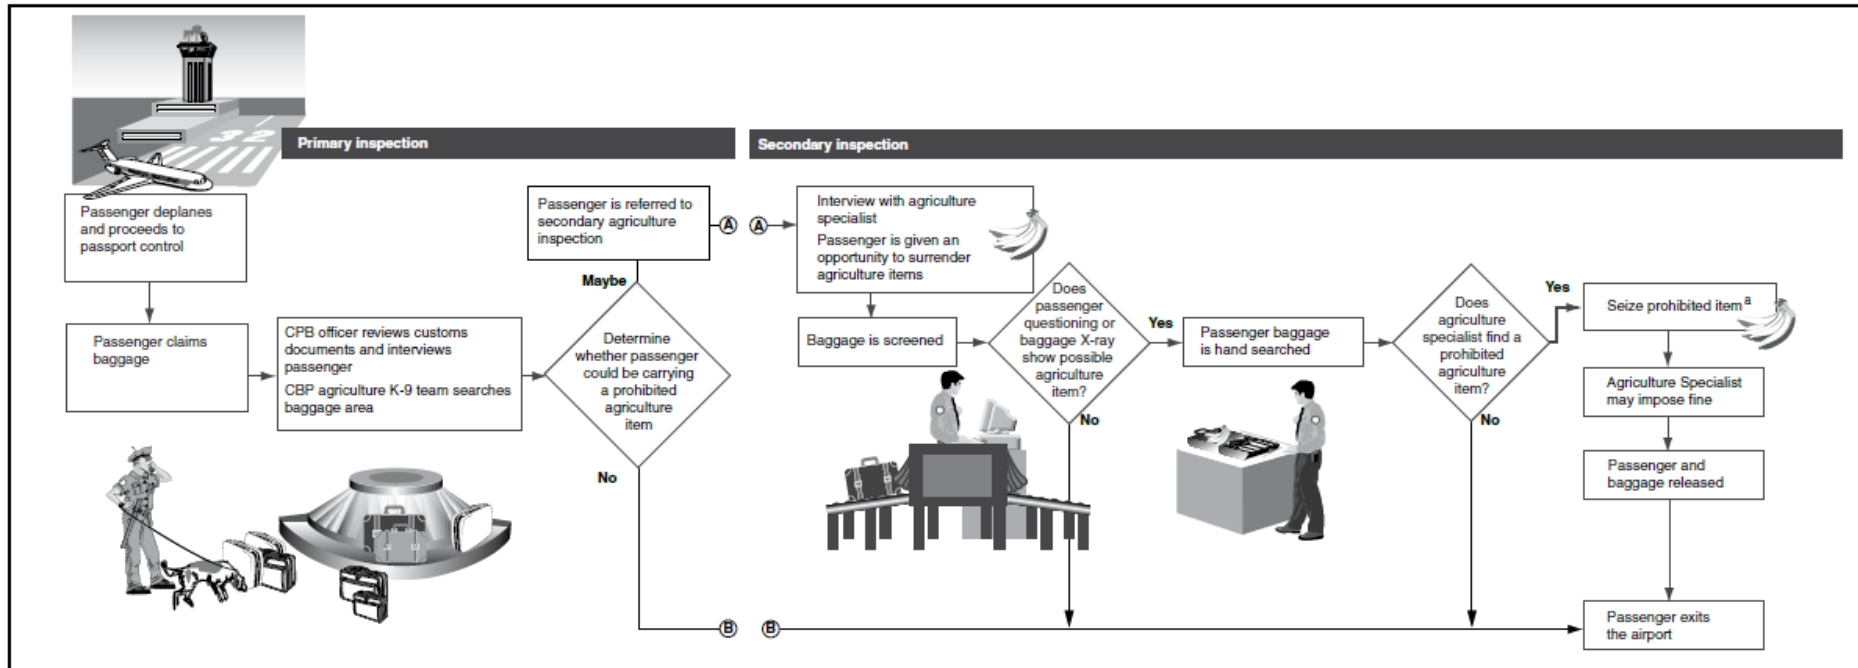 Primary inspection
Secondary inspection
32
Passenger deplanes
and proceeds to
passport control
Passenger claims
baggage
CPB officer reviews customs
documents and interviews
passenger
CBP agriculture K-9 team searches
baggage area
Determine
whether passenger
could be carrying
a prohibited
agriculture
item
Maybe
Passenger is referred to
secondary agriculture
inspection
A
No
B
A
Interview with agriculture
specialist
Passenger is given an
opportunity to surrender
agriculture items
Baggage is screened
Does
passenger
questioning or
baggage X-ray
show possible
agriculture
item?
Yes
No
Passenger baggage
is hand searched
Does
agriculture
specialist find a
prohibited
agriculture
item?
Yes
No
Seize prohibited item a
Agriculture Specialist
may impose fine
Passenger and
baggage released
B
Passenger exits
the airport